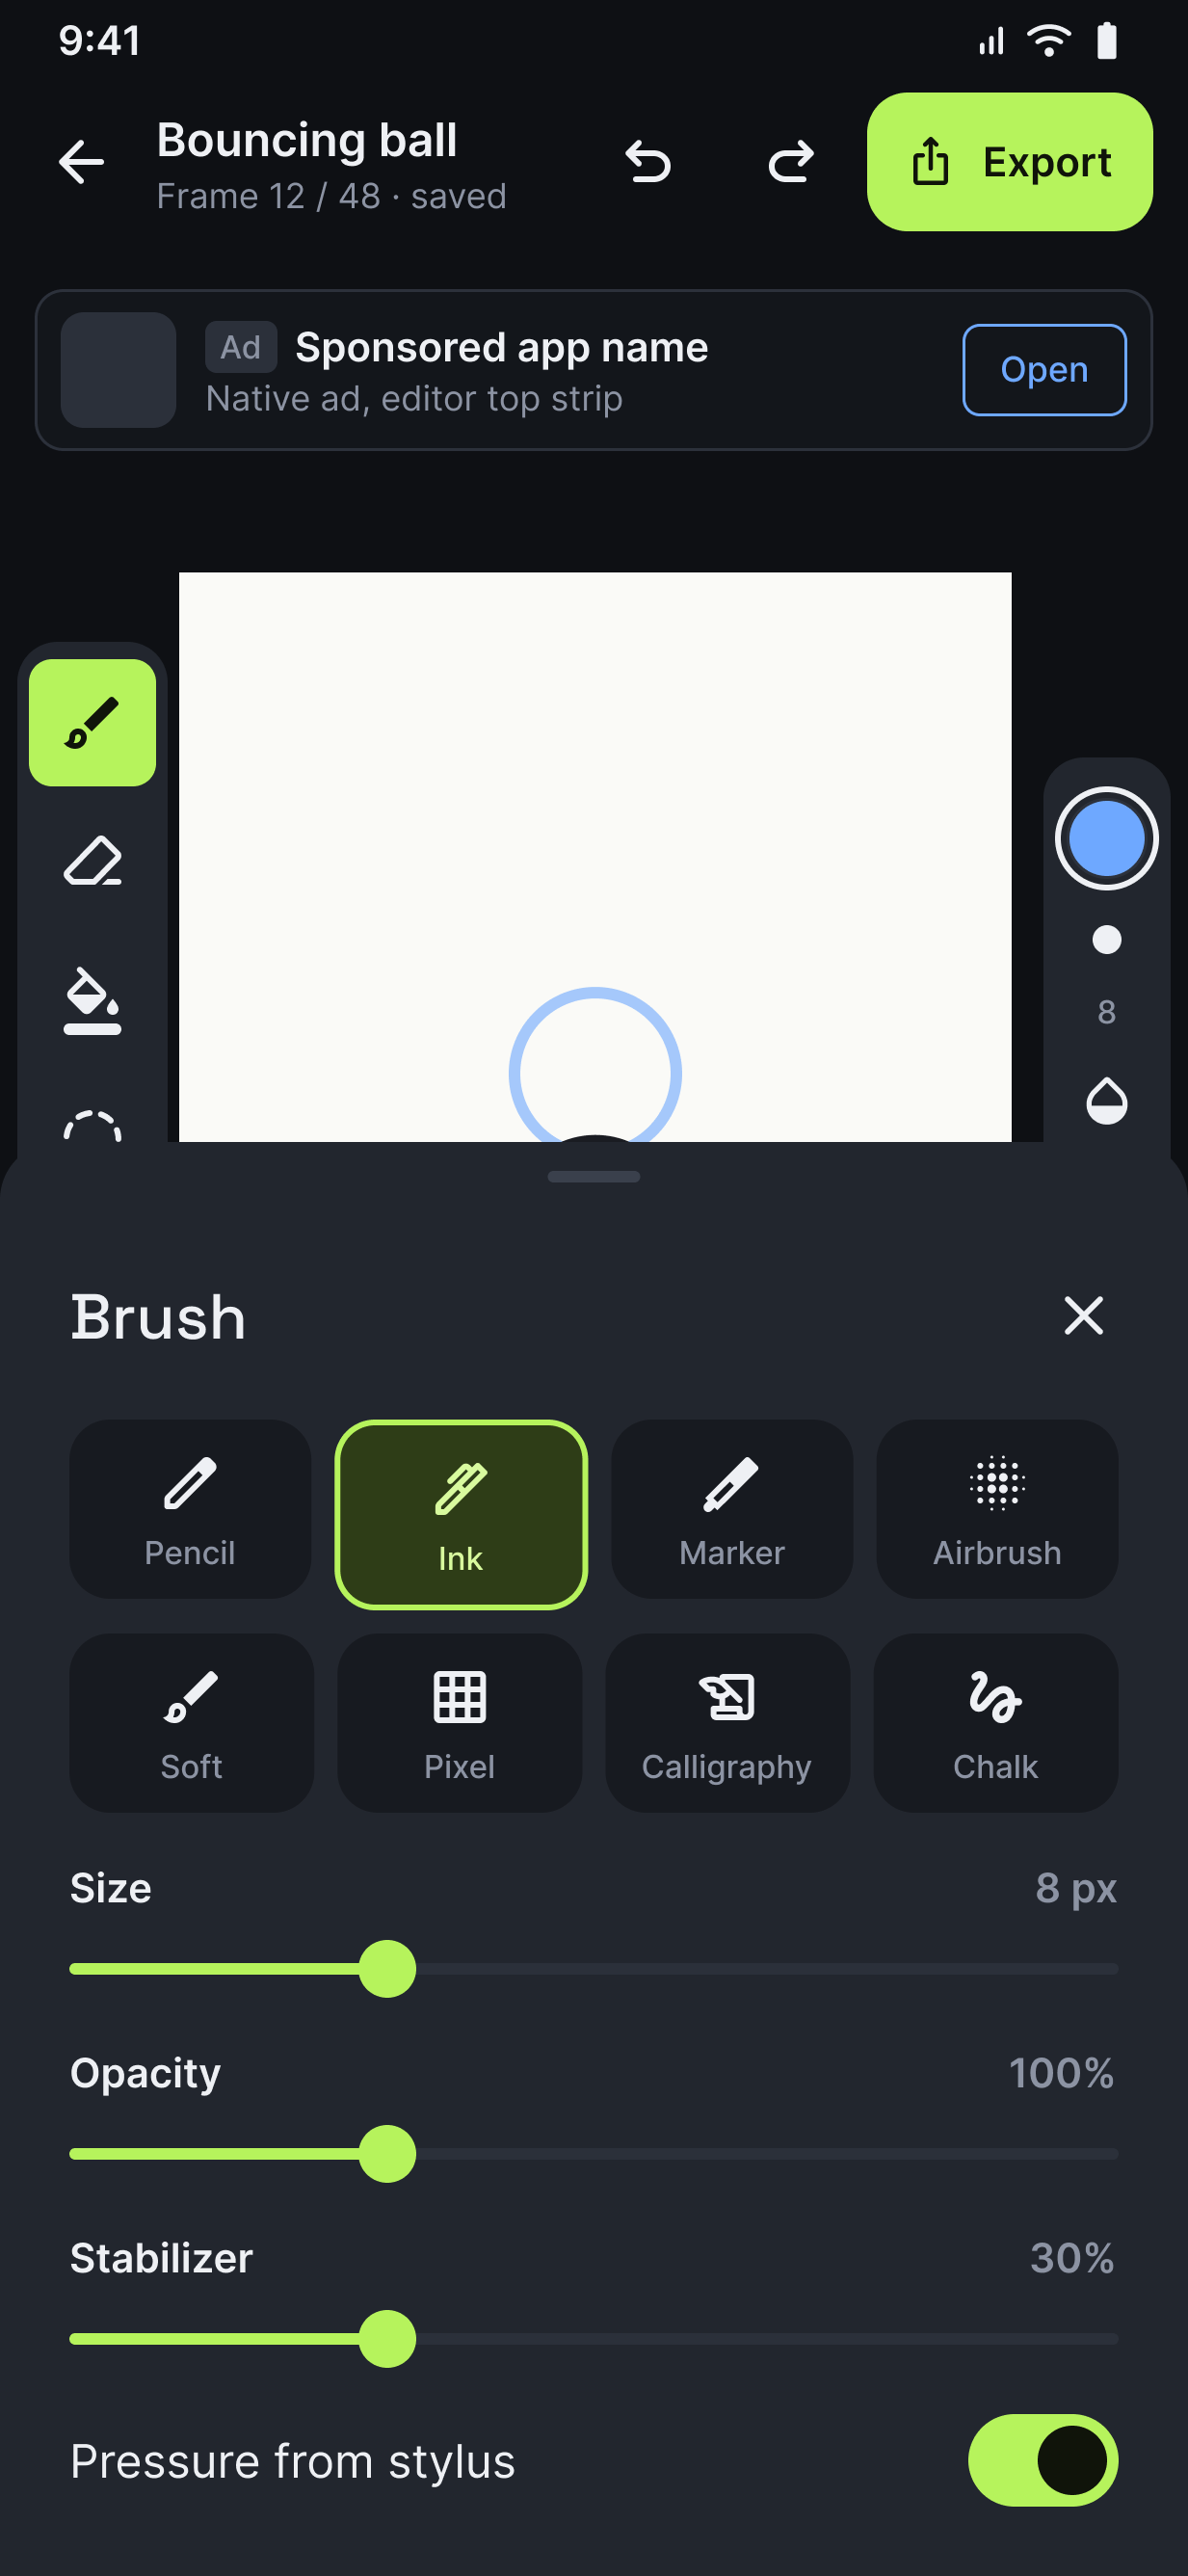 9:41
Bouncing ball
Frame 12 / 48 · saved
Export
Ad Sponsored app name
Native ad, editor top strip
Open
8
Brush
Pencil
Ink
Marker
Airbrush
Soft
Pixel
Calligraphy
Chalk
Size 8 px
Opacity 100%
Stabilizer 30%
Pressure from stylus